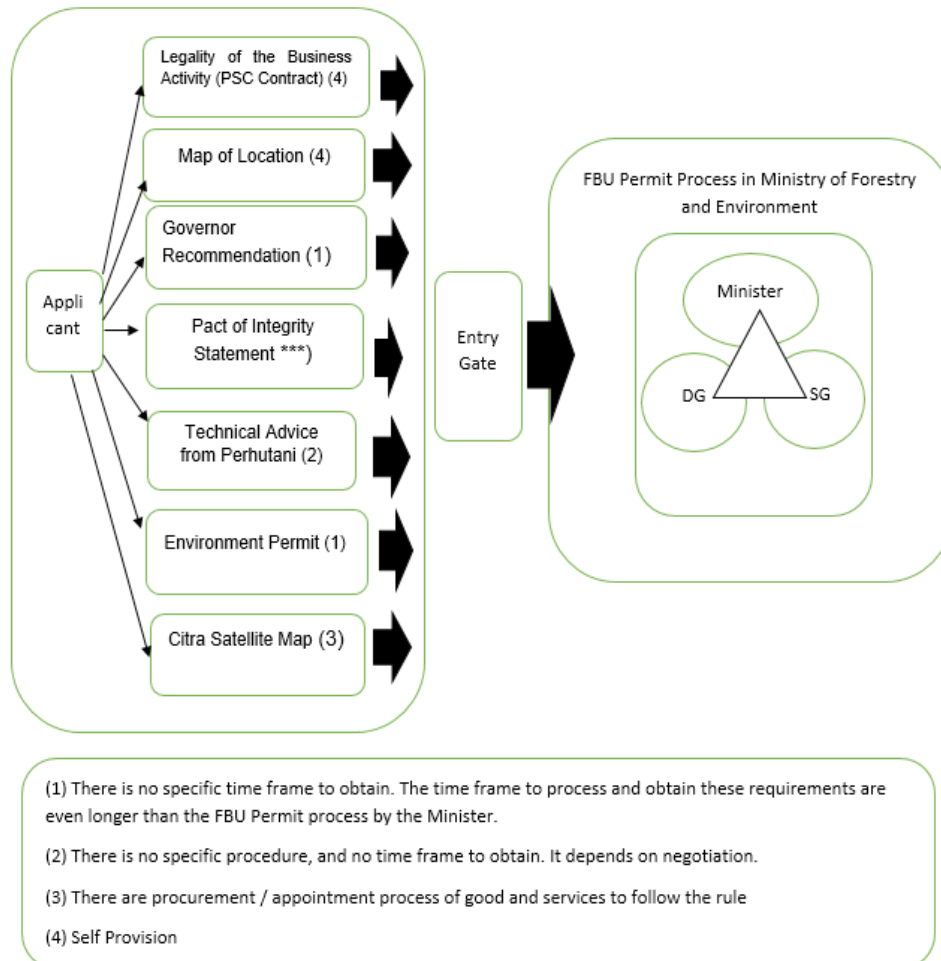 Legality of the Business
Activity (PSC Contract) (4)
Map of Location (4)
Governor
Recommendation (1)
Appli
cant
Pact of Integrity
Statement ***)
Technical Advice
from Perhutani (2)
Environment Permit (1)
Citra Satellite Map (3)
Entry
Gate
FBU Permit Process in Ministry of Forestry
and Environment
Minister
DG
SG
(1) There is no specific time frame to obtain. The time frame to process and obtain these requirements are
even longer than the FBU Permit process by the Minister.
(2) There is no specific procedure, and no time frame to obtain. It depends on negotiation.
(3) There are procurement / appointment process of good and services to follow the rule
(4) Self Provision